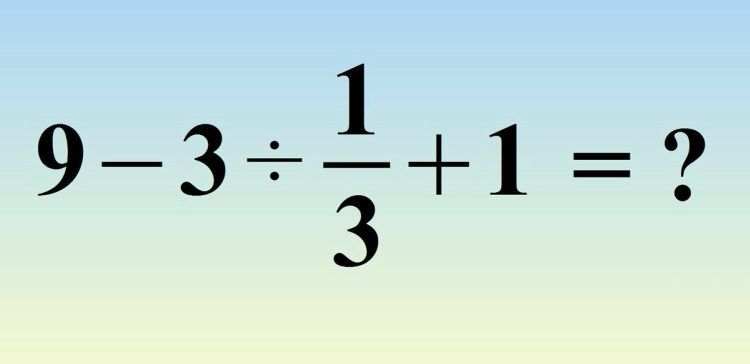 9 − 3 ÷ 1/3 + 1 = ?